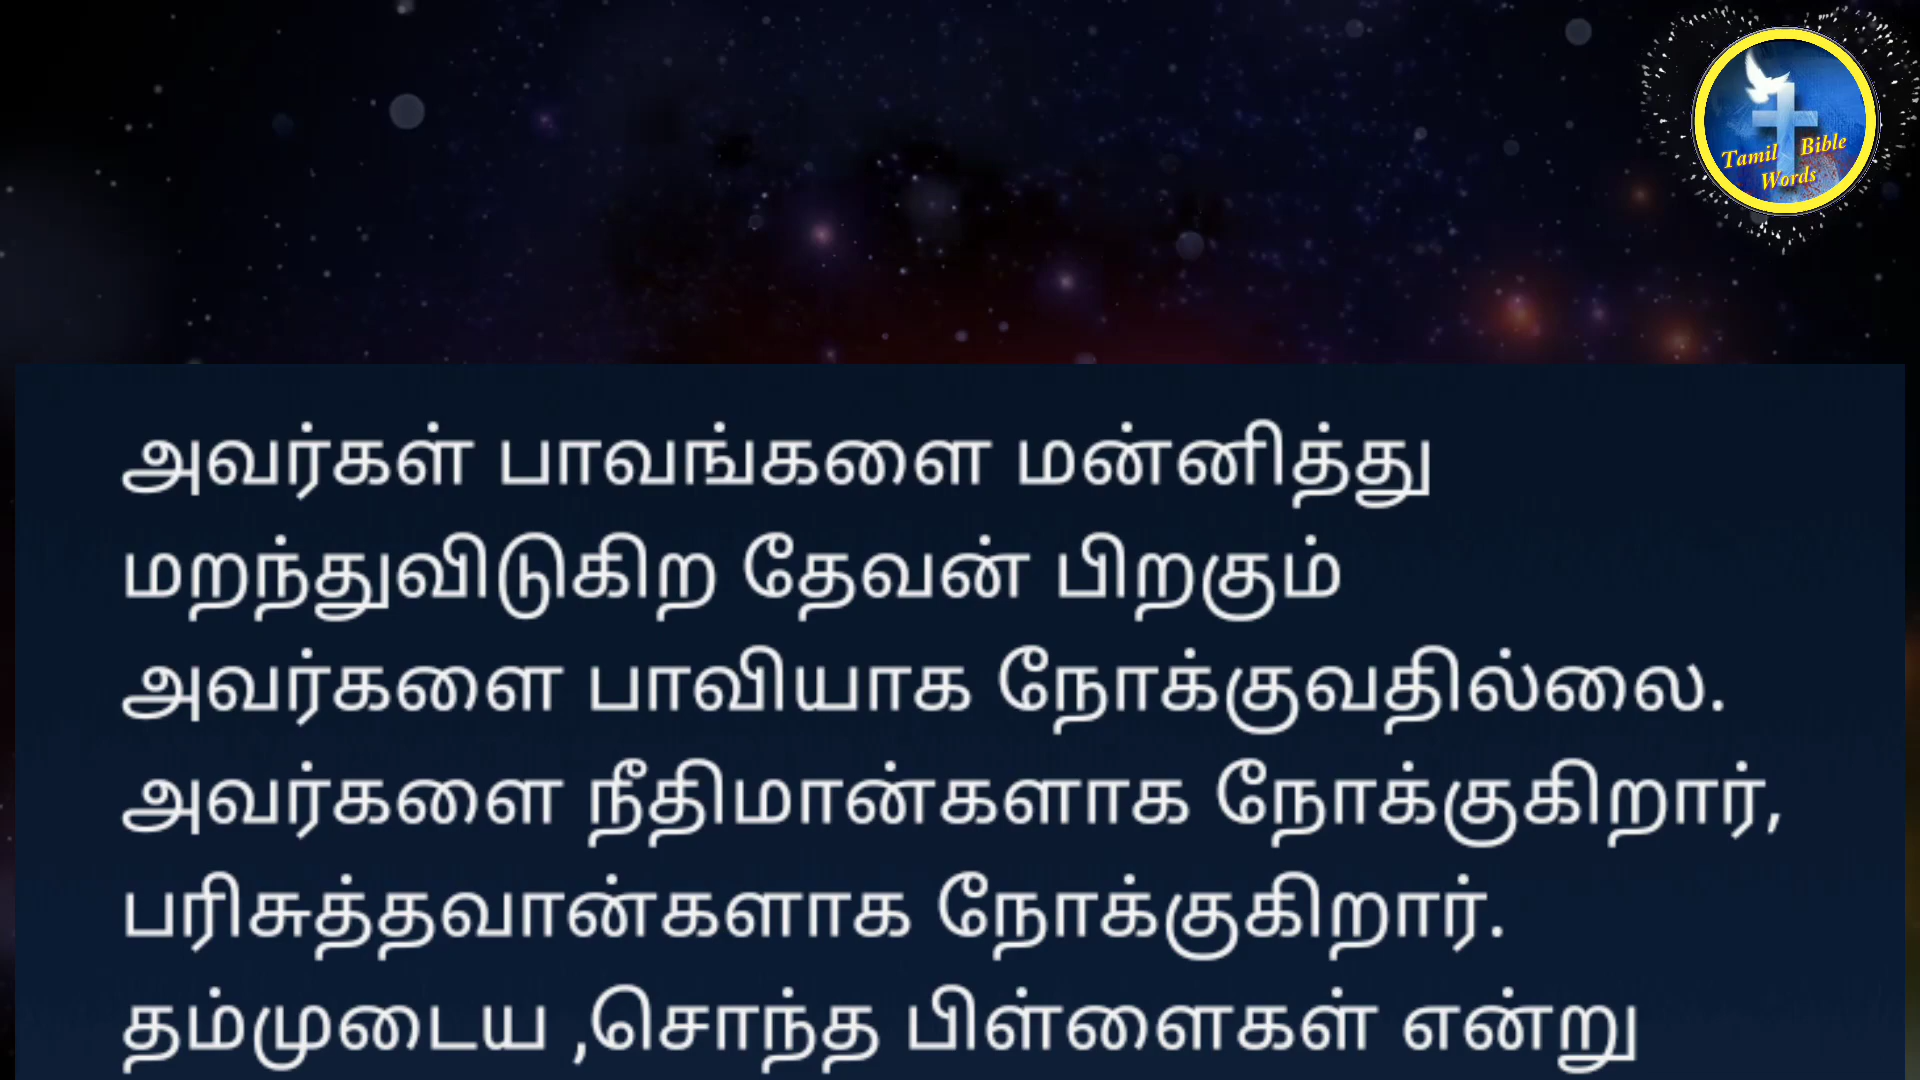 Tamil Bible
Words
அவர்கள் பாவங்களை மன்னித்து
மறந்துவிடுகிற தேவன் பிறகும்
அவர்களை பாவியாக நோக்குவதில்லை.
அவர்களை நீதிமான்களாக நோக்குகிறார்,
பரிசுத்தவான்களாக நோக்குகிறார்.
தம்முடைய ,சொந்த பிள்ளைகள் என்று